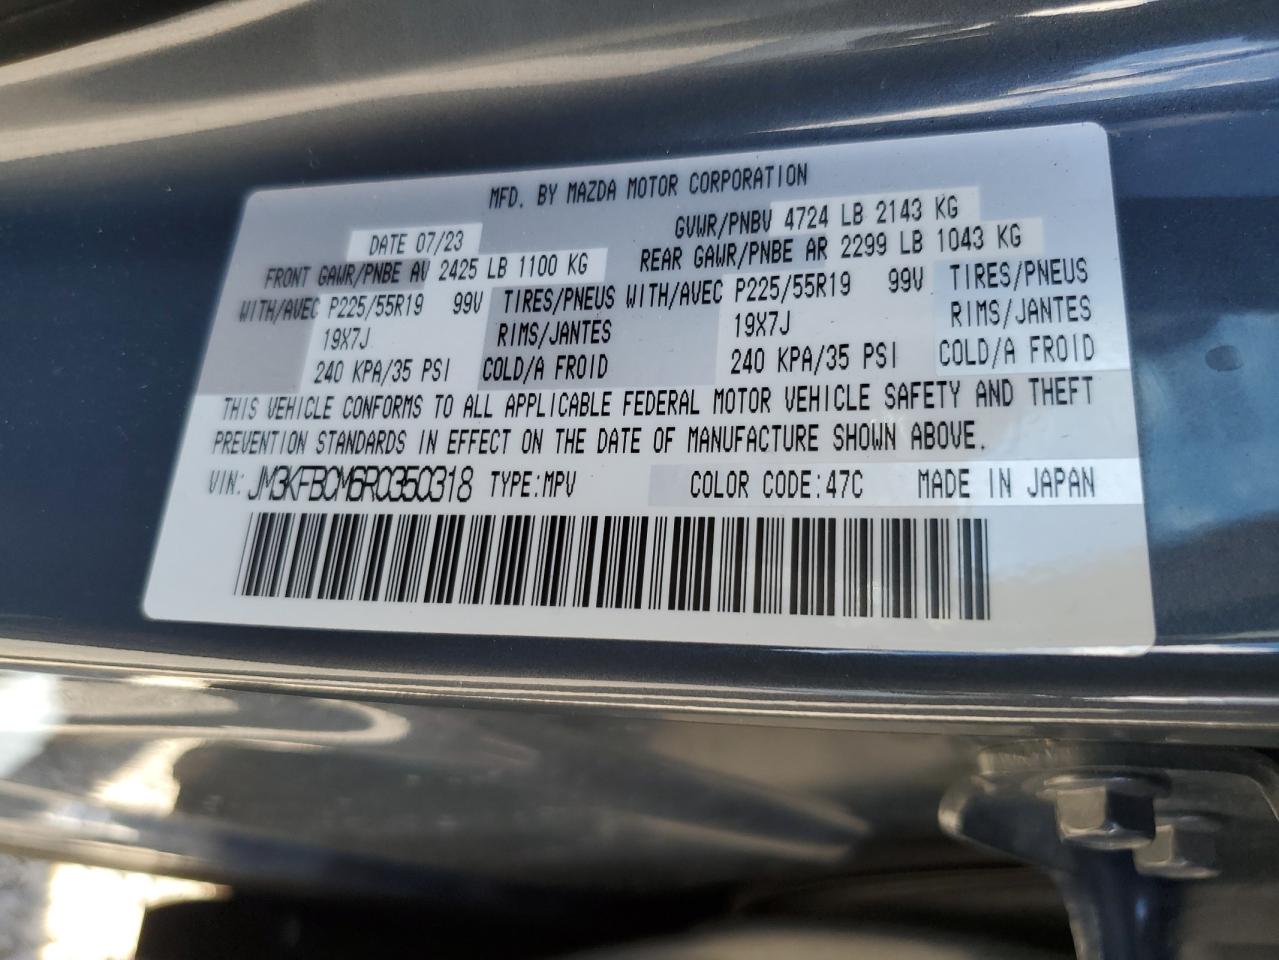 MFD. BY MAZDA MOTOR CORPORATION
DATE 07/23 GVWR/PNBV 4724 LB 2143 KG
FRONT GAWR/PNBE AV 2425 LB 1100 KG REAR GAWR/PNBE AR 2299 LB 1043 KG
WITH/AVEC P225/55R19 99V TIRES/PNEUS WITH/AVEC P225/55R19 99V TIRES/PNEUS
19X7J RIMS/JANTES 19X7J RIMS/JANTES
240 KPA/35 PSI COLD/A FROID 240 KPA/35 PSI COLD/A FROID
THIS VEHICLE CONFORMS TO ALL APPLICABLE FEDERAL MOTOR VEHICLE SAFETY AND THEFT
PREVENTION STANDARDS IN EFFECT ON THE DATE OF MANUFACTURE SHOWN ABOVE.
VIN: JM3KFBCM6R0350318 TYPE:MPV COLOR CODE:47C MADE IN JAPAN